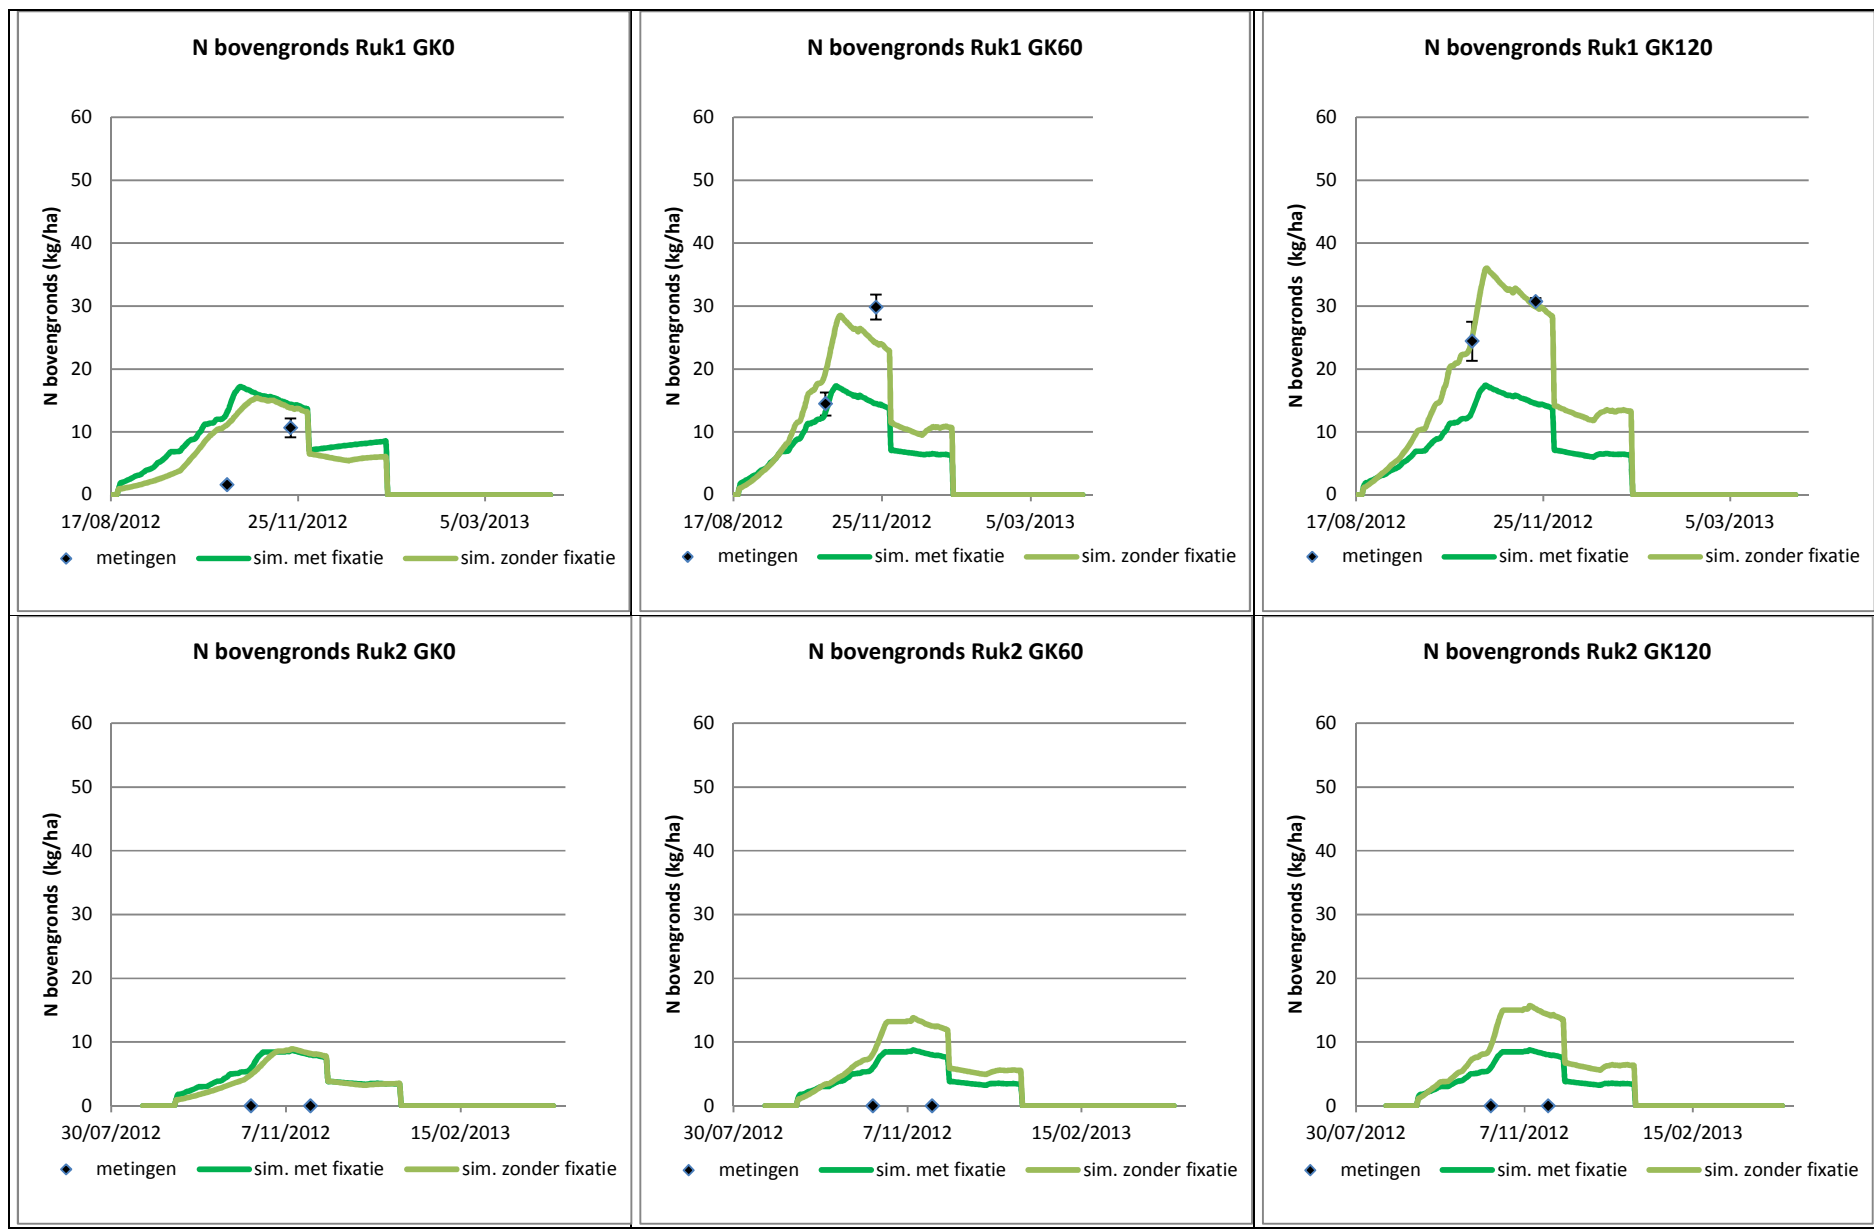 N bovengronds Ruk1 GK0
N bovengronds (kg/ha)
60
50
40
30
20
10
0
17/08/2012 25/11/2012 5/03/2013
metingen sim. met fixatie sim. zonder fixatie
N bovengronds Ruk1 GK60
N bovengronds (kg/ha)
60
50
40
30
20
10
0
17/08/2012 25/11/2012 5/03/2013
metingen sim. met fixatie sim. zonder fixatie
N bovengronds Ruk1 GK120
N bovengronds (kg/ha)
60
50
40
30
20
10
0
17/08/2012 25/11/2012 5/03/2013
metingen sim. met fixatie sim. zonder fixatie
N bovengronds Ruk2 GK0
N bovengronds (kg/ha)
60
50
40
30
20
10
0
30/07/2012 7/11/2012 15/02/2013
metingen sim. met fixatie sim. zonder fixatie
N bovengronds Ruk2 GK60
N bovengronds (kg/ha)
60
50
40
30
20
10
0
30/07/2012 7/11/2012 15/02/2013
metingen sim. met fixatie sim. zonder fixatie
N bovengronds Ruk2 GK120
N bovengronds (kg/ha)
60
50
40
30
20
10
0
30/07/2012 7/11/2012 15/02/2013
metingen sim. met fixatie sim. zonder fixatie